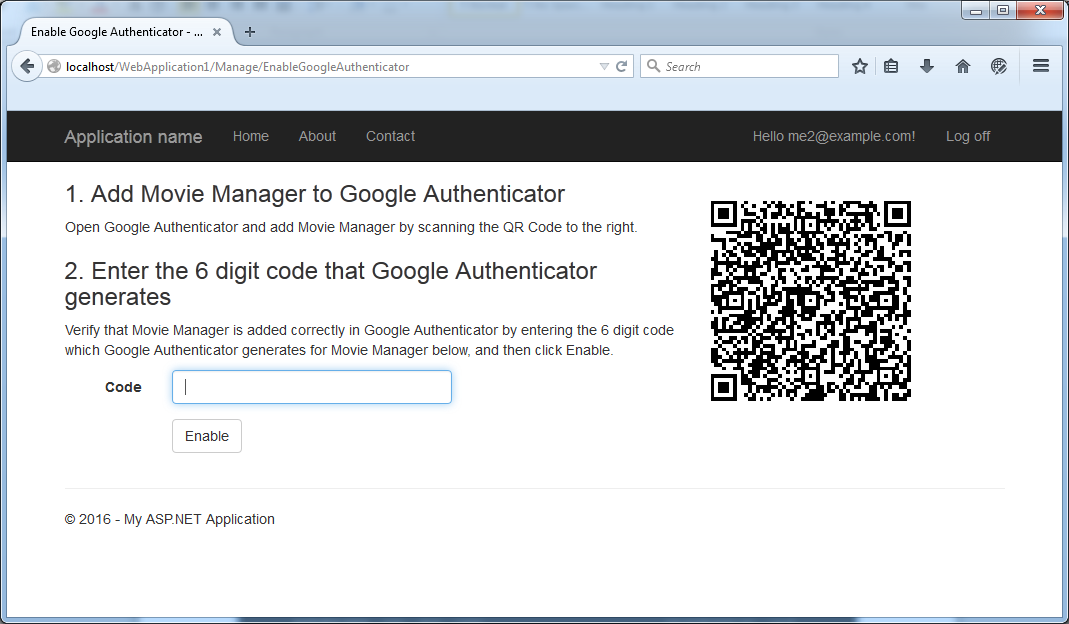 Enable Google Authenticator - ...
localhost/WebApplication1/Manage/EnableGoogleAuthenticator
Search
Application name
Home
About
Contact
Hello me2@example.com!
Log off
1. Add Movie Manager to Google Authenticator
Open Google Authenticator and add Movie Manager by scanning the QR Code to the right.
2. Enter the 6 digit code that Google Authenticator
generates
Verify that Movie Manager is added correctly in Google Authenticator by entering the 6 digit code
which Google Authenticator generates for Movie Manager below, and then click Enable.
Code
Enable
© 2016 - My ASP.NET Application